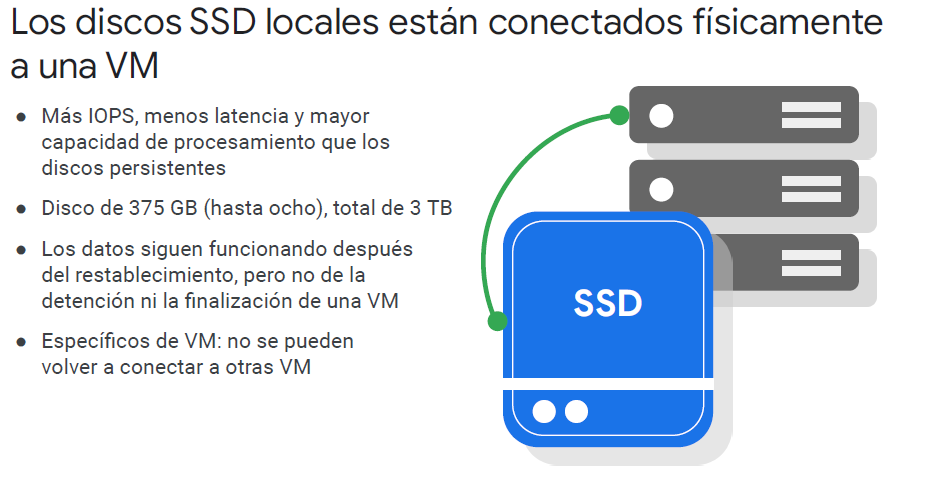 Los discos SSD locales están conectados físicamente
a una VM
● Más IOPS, menos latencia y mayor
capacidad de procesamiento que los
discos persistentes
● Disco de 375 GB (hasta ocho), total de 3 TB
● Los datos siguen funcionando después
del restablecimiento, pero no de la
detención ni la finalización de una VM
● Específicos de VM: no se pueden
volver a conectar a otras VM
SSD